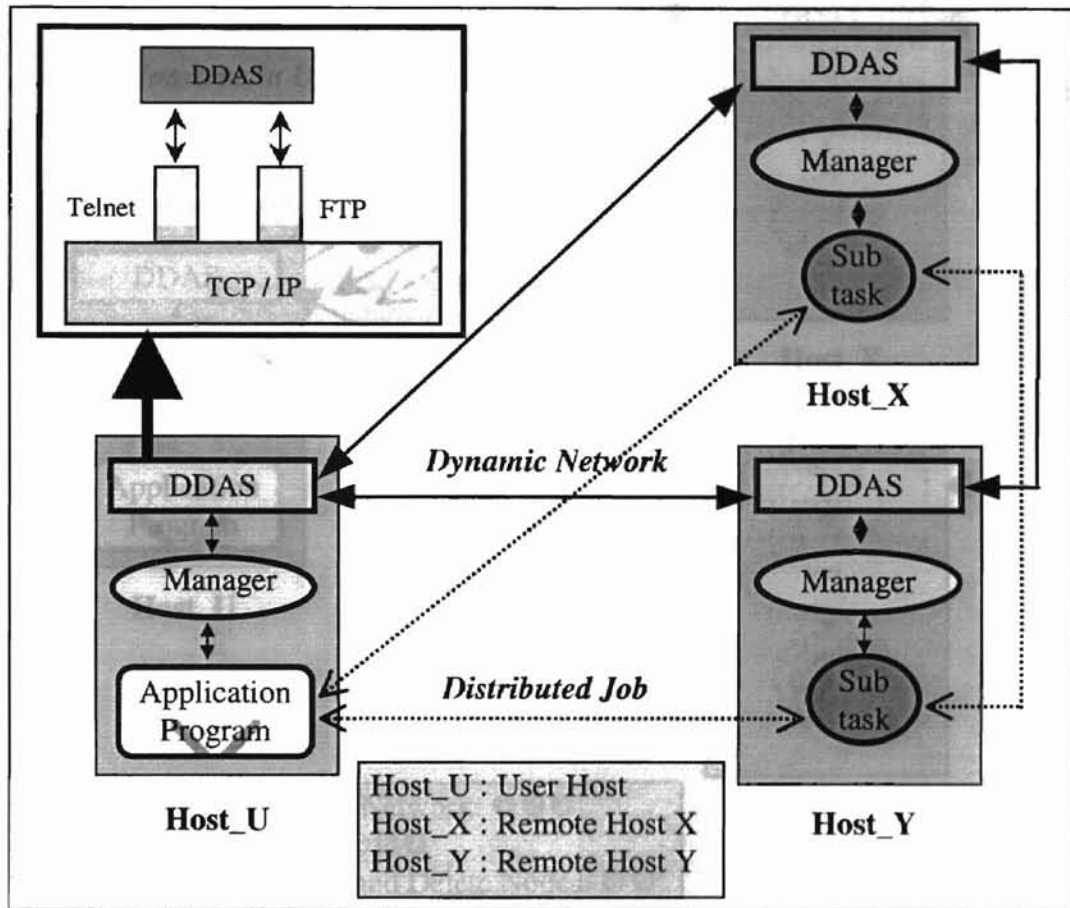 DDAS
Telnet
FTP
TCP / IP
DDAS
Manager
Sub
task
Host_X
DDAS
Manager
Application
Program
Host_U
Dynamic Network
Distributed Job
DDAS
Manager
Sub
task
Host_Y
Host_U : User Host
Host_X : Remote Host X
Host_Y : Remote Host Y